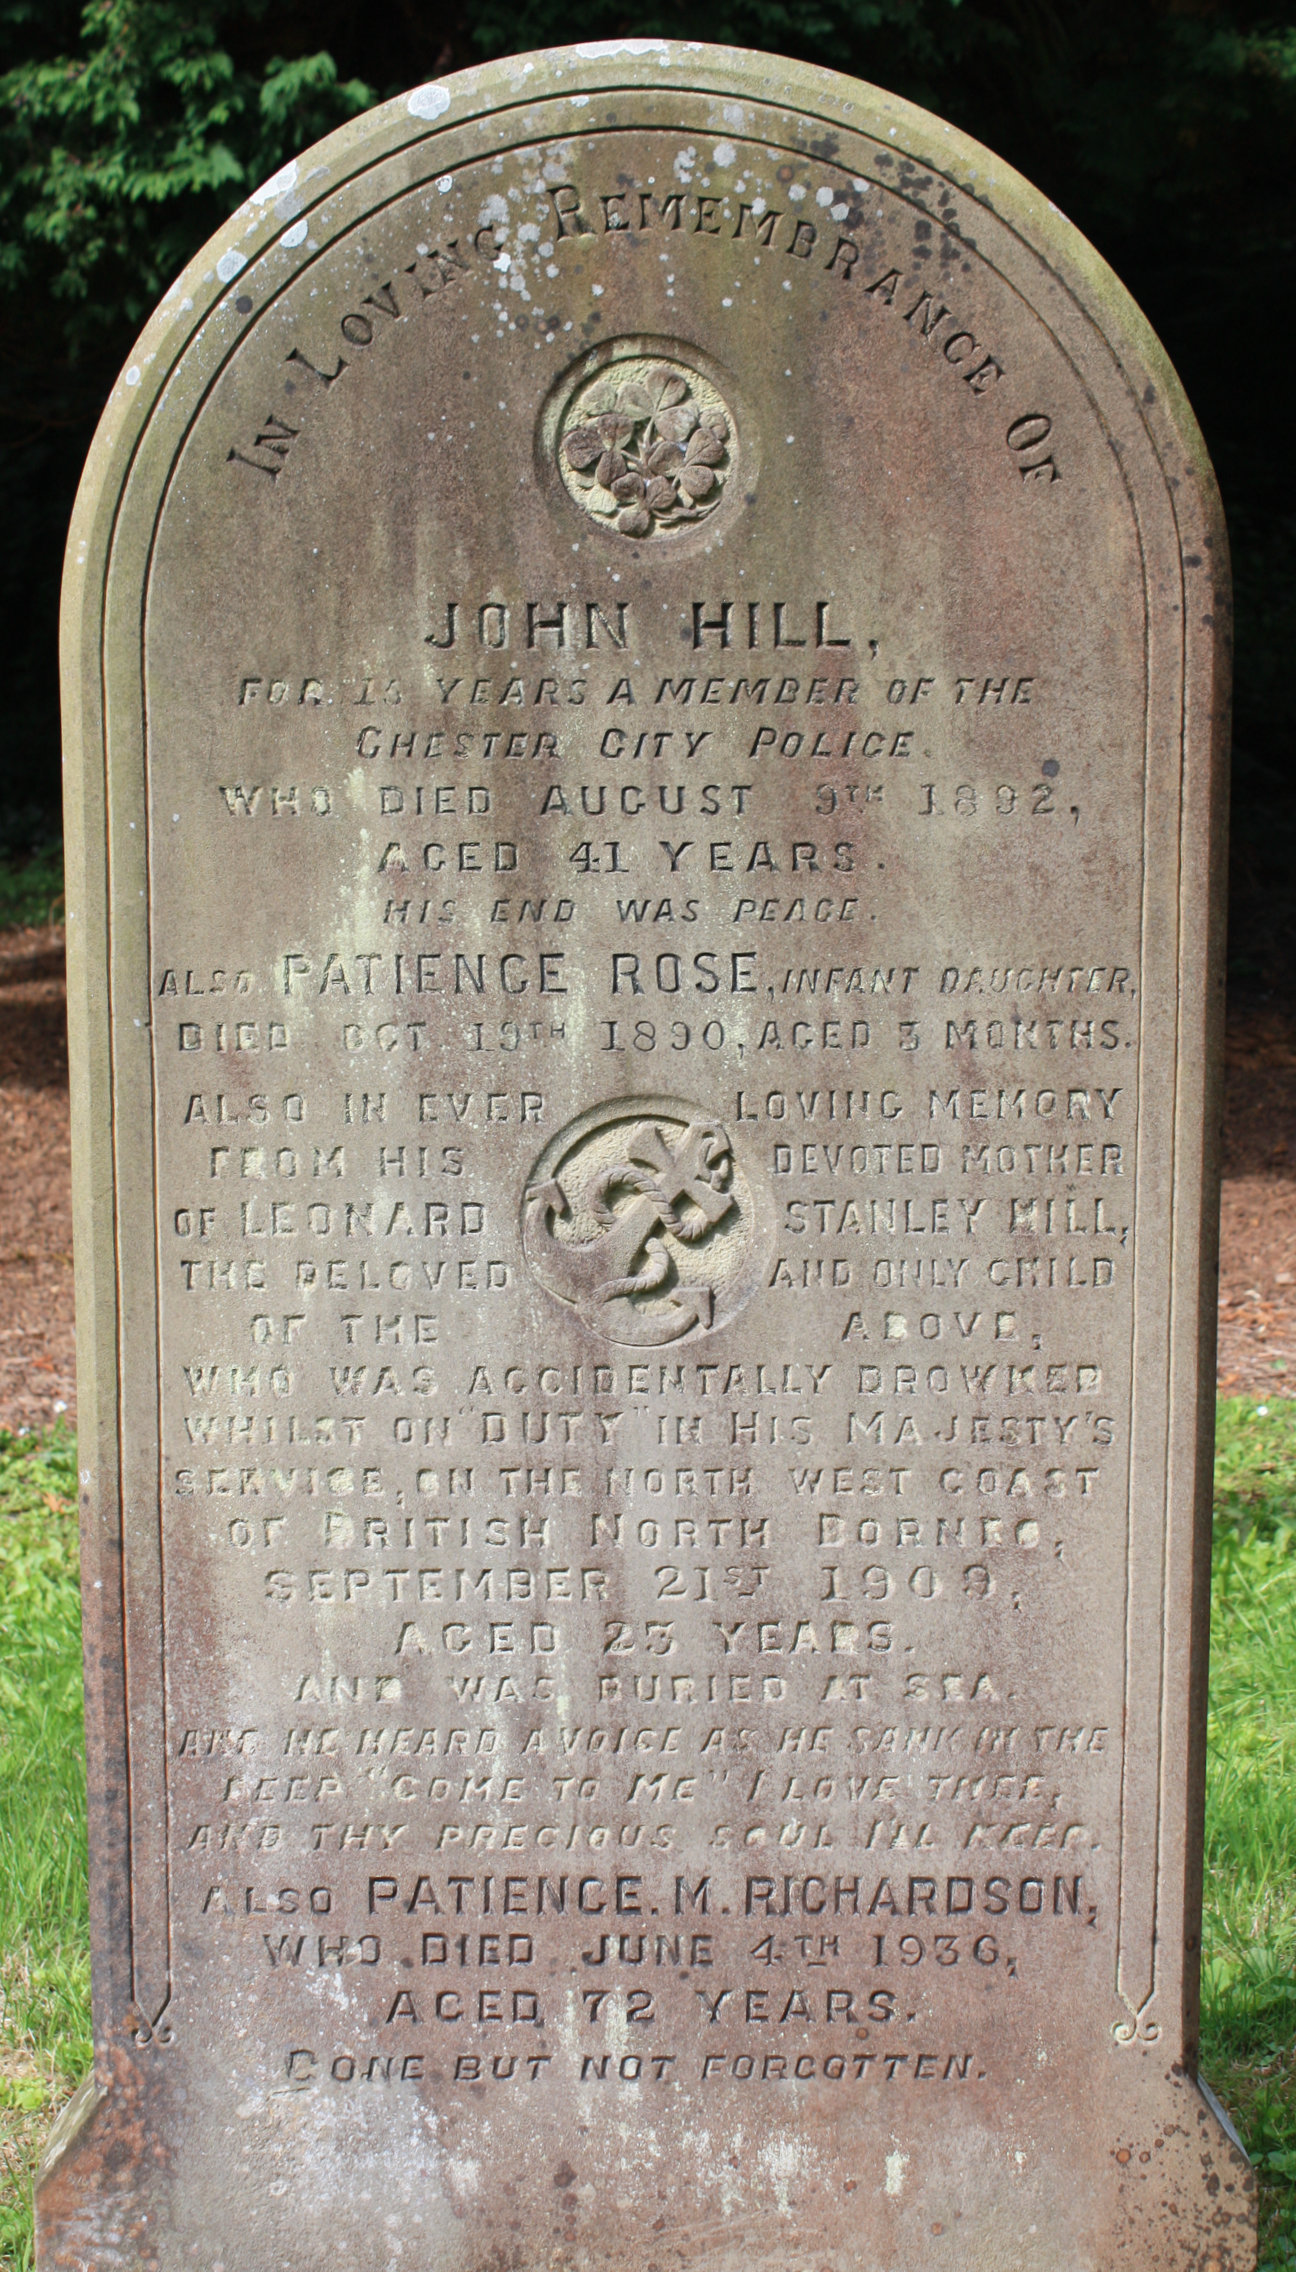 In Loving Remembrance Of
JOHN HILL,
FOR 16 YEARS A MEMBER OF THE
CHESTER CITY POLICE.
WHO DIED AUGUST 9TH 1892,
AGED 41 YEARS.
HIS END WAS PEACE.
ALSO PATIENCE ROSE, INFANT DAUGHTER,
DIED OCT 19TH 1890, AGED 3 MONTHS.
ALSO IN EVER LOVING MEMORY
FROM HIS DEVOTED MOTHER
OF LEONARD STANLEY HILL,
THE BELOVED AND ONLY CHILD
OF THE ABOVE,
WHO WAS ACCIDENTALLY DROWNED
WHILST ON "DUTY" IN HIS MAJESTY'S
SERVICE, ON THE NORTH WEST COAST
OF BRITISH NORTH BORNEO,
SEPTEMBER 21ST 1909,
AGED 23 YEARS.
AND WAS BURIED AT SEA.
AND HE HEARD A VOICE AS HE SANK IN THE
DEEP "COME TO ME" I LOVE THEE,
AND THY PRECIOUS SOUL I'LL KEEP.
ALSO PATIENCE. M. RICHARDSON,
WHO DIED JUNE 4TH 1936,
AGED 72 YEARS.
GONE BUT NOT FORGOTTEN.